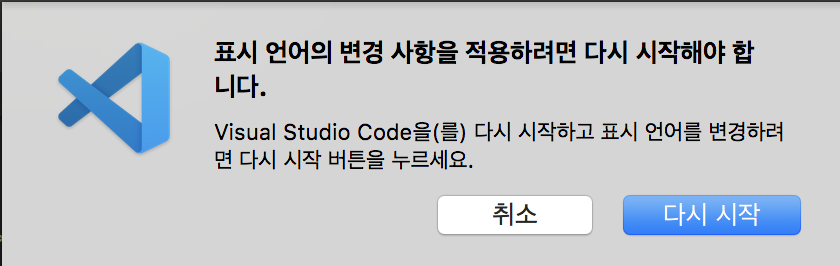 표시 언어의 변경 사항을 적용하려면 다시 시작해야 합
니다.
Visual Studio Code을(를) 다시 시작하고 표시 언어를 변경하려
면 다시 시작 버튼을 누르세요.
취소
다시 시작